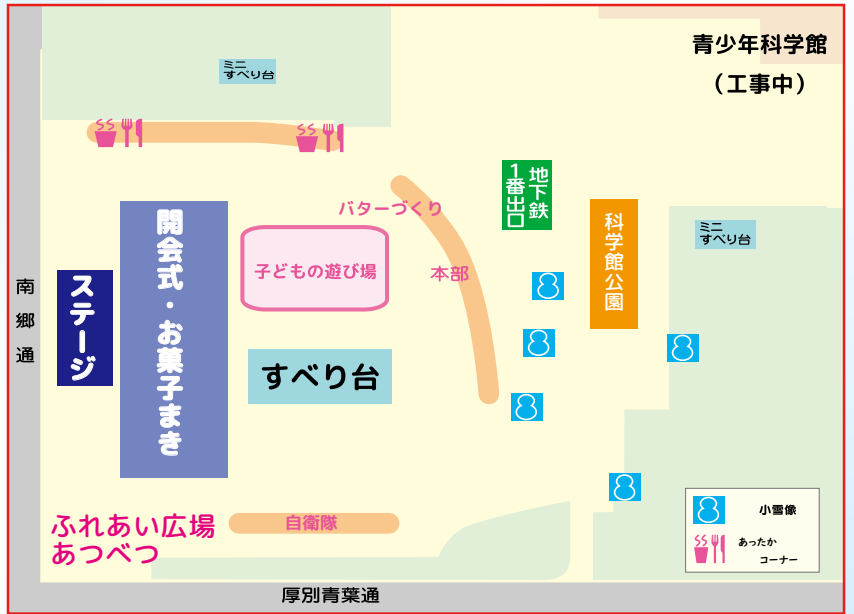 青少年科学館
（工事中）
ミニ
すべり台
地下鉄
1番出口
科学館公園
ミニ
すべり台
バターづくり
開会式・お菓子まき
子どもの遊び場
本部
ステージ
南郷通
すべり台
ふれあい広場
あつべつ
自衛隊
小雪像
あったか
コーナー
厚別青葉通